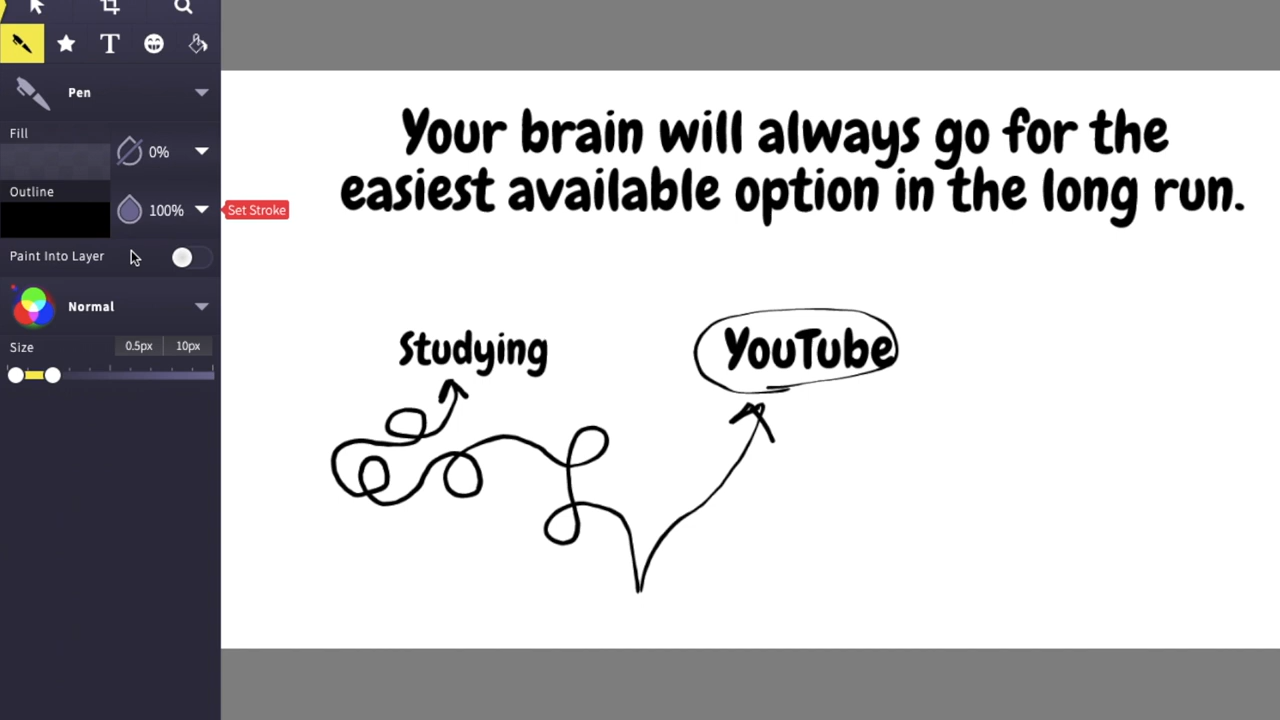 T
Pen
Fill
0%
Outline
100%
Set Stroke
Paint Into Layer
Normal
Size
0.5px
10px
Your brain will always go for the
easiest available option in the long run.
Studying
YouTube